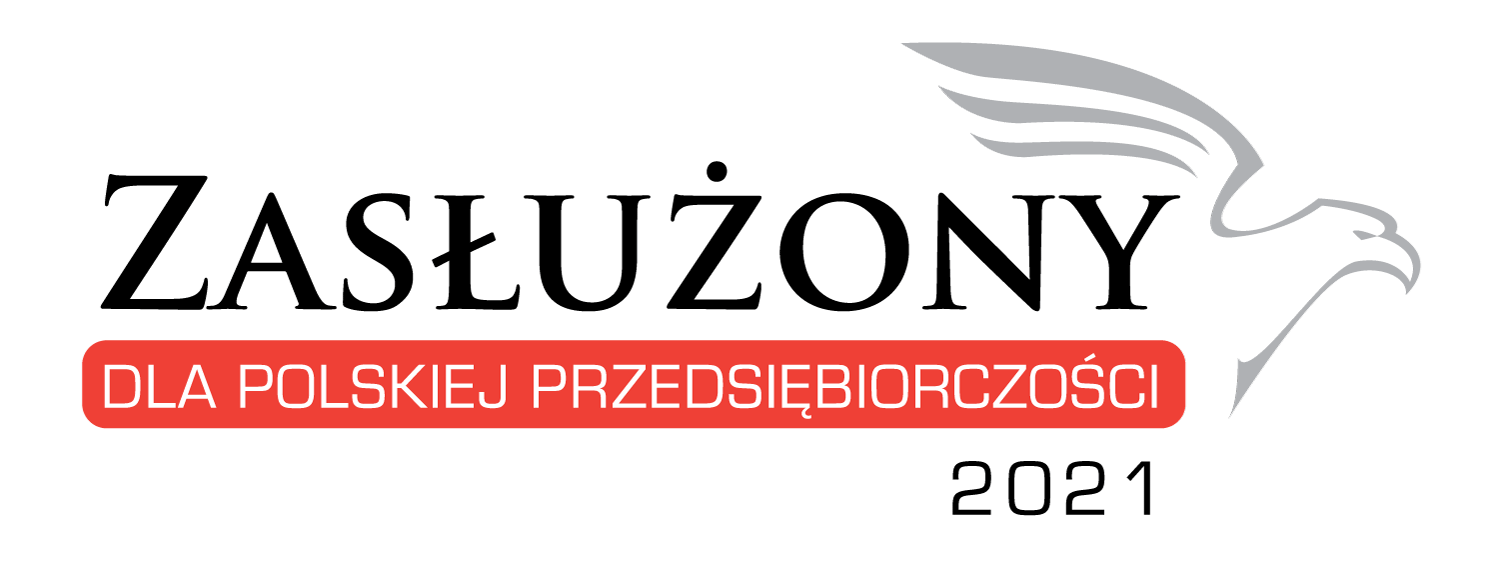 ZASŁUŻONY
DLA POLSKIEJ PRZEDSIĘBIORCZOŚCI
2021